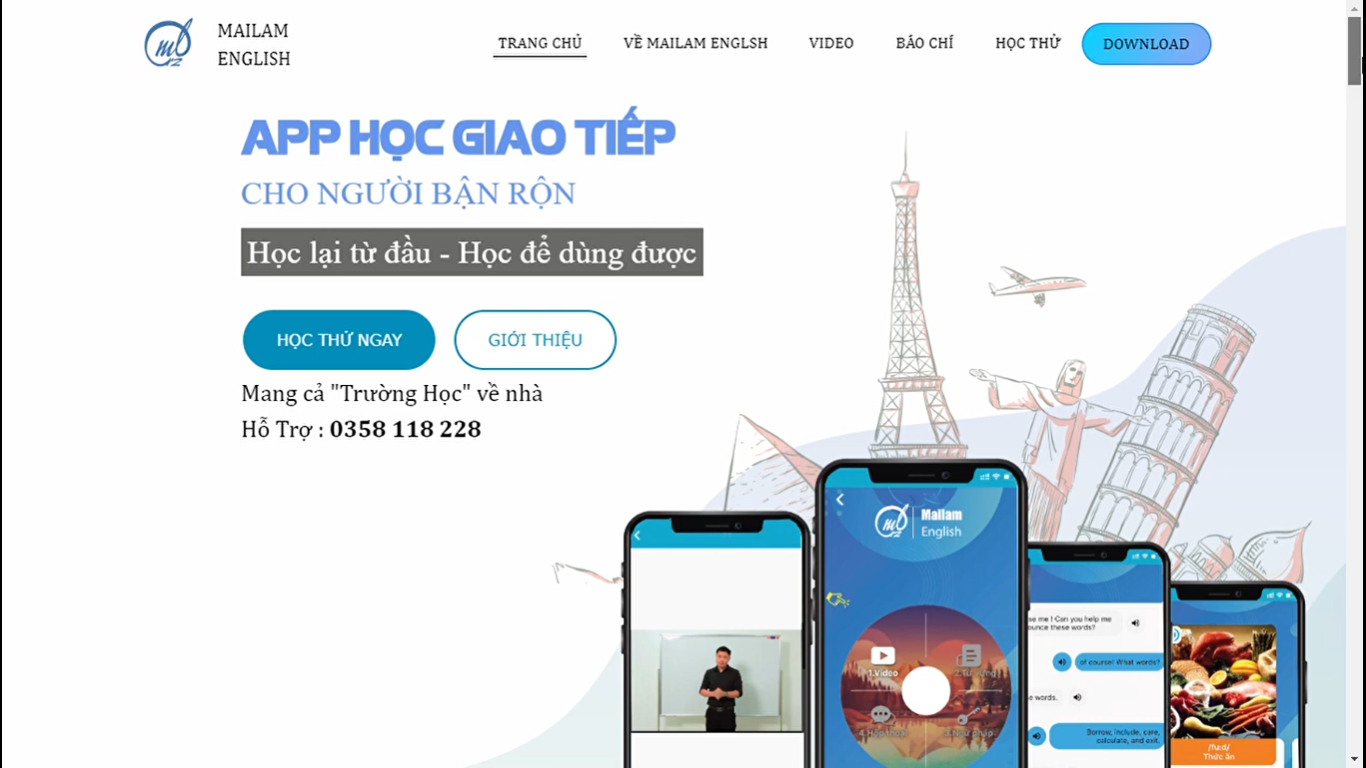 MAILAM
ENGLISH
TRANG CHỦ
VỀ MAILAM ENGLSH
VIDEO
BÁO CHÍ
HỌC THỬ
DOWNLOAD
APP HỌC GIAO TIẾP
CHO NGƯỜI BẬN RỘN
Học lại từ đầu - Học để dùng được
HỌC THỬ NGAY
GIỚI THIỆU
Mang cả "Trường Học" về nhà
Hỗ Trợ : 0358 118 228
Mailam
English
1.Video
2.Từ vựng
4.Hội thoại
3.Ngữ pháp
se me ! Can you help me
ounce these words?
of course! What words?
e words.
Borrow, include, care,
calculate, and exit.
/fuːd/
Thức ăn